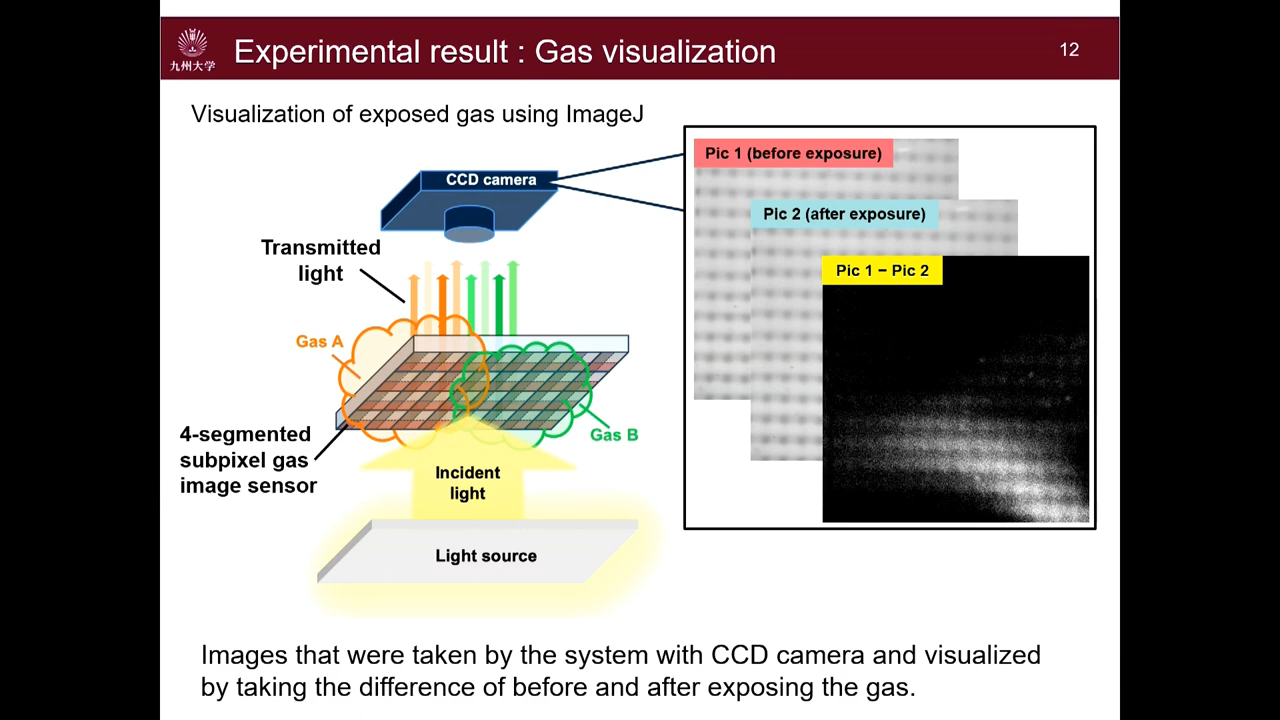 九州大学
Experimental result : Gas visualization
12
Visualization of exposed gas using ImageJ
CCD camera
Transmitted
light
Gas A
4-segmented
subpixel gas
image sensor
Gas B
Incident
light
Light source
Pic 1 (before exposure)
Pic 2 (after exposure)
Pic 1 − Pic 2
Images that were taken by the system with CCD camera and visualized
by taking the difference of before and after exposing the gas.